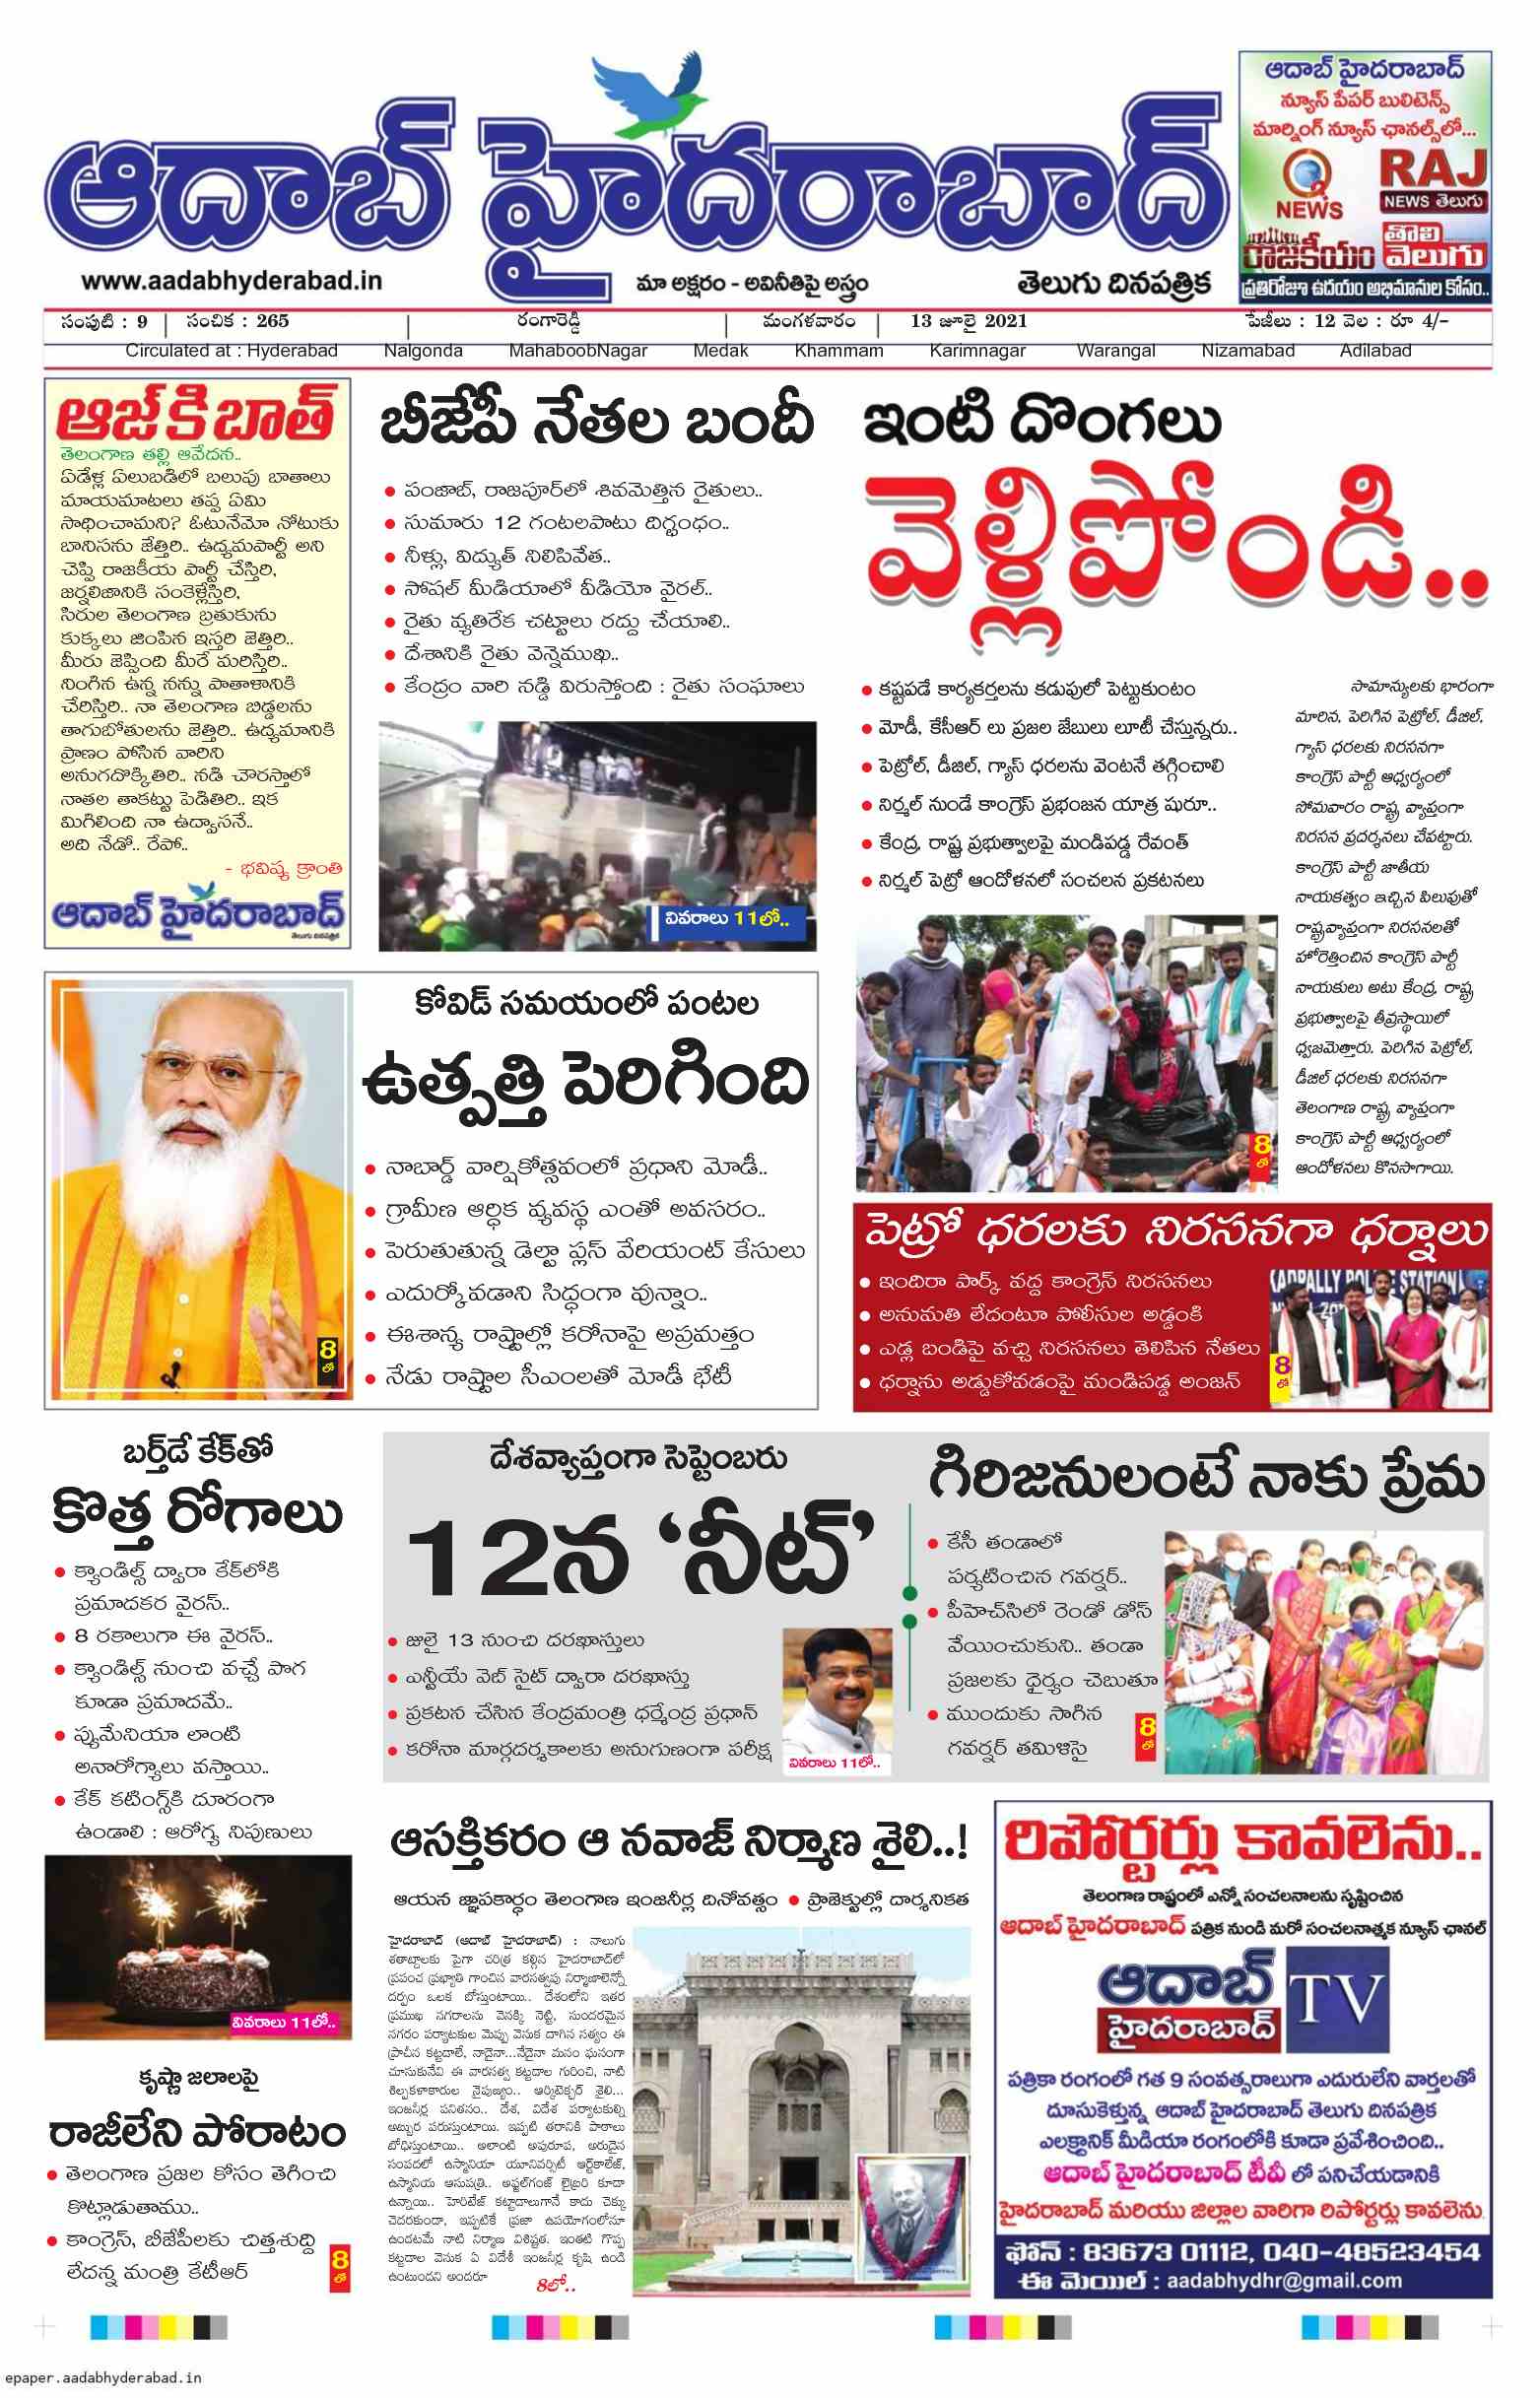 ఆదాబ్ హైదరాబాద్
www.aadabhyderabad.in
మా అక్షరం - అవినీతిపై అస్త్రం
తెలుగు దినపత్రిక
ఆదాబ్ హైదరాబాద్
న్యూస్ పేపర్ బులిటెన్స్
మార్నింగ్ న్యూస్ ఛానల్స్‌లో...
Q NEWS
RAJ
NEWS తెలుగు
రాజకీయం
తొలి
వెలుగు
ప్రతిరోజూ ఉదయం అభిమానుల కోసం..
సంపుటి : 9 | సంచిక : 265 | రంగారెడ్డి | మంగళవారం | 13 జూలై 2021 పేజీలు : 12 వెల : రూ 4/-
Circulated at : Hyderabad Nalgonda MahaboobNagar Medak Khammam Karimnagar Warangal Nizamabad Adilabad
ఆజ్ కి బాత్
తెలంగాణ తల్లి ఆవేదన..
ఏడేళ్ల ఏలుబడిలో బలుపు బాతాలు
మాయమాటలు తప్ప ఏమి
సాధించామని? ఓటునేమో నోటుకు
బానిసను జేత్తిరి.. ఉద్యమపార్టీ అని
చెప్పి రాజకీయ పార్టీ చేస్తిరి,
జర్నలిజానికి సంకెళ్లేస్తిరి,
సిరుల తెలంగాణ బ్రతుకును
కుక్కలు జింపిన ఇస్తరి జెత్తిరి..
మీరు జెప్పింది మీరే మరిస్తిరి..
నింగిన ఉన్న నన్ను పాతాళానికి
చేరిస్తిరి.. నా తెలంగాణ బిడ్డలను
తాగుబోతులను జెత్తిరి.. ఉద్యమానికి
ప్రాణం పోసిన వారిని
అనుగదొక్కితిరి.. నడి చౌరస్తాలో
నాతల తాకట్టు పెడితిరి.. ఇక
మిగిలింది నా ఉద్వాసనే..
అది నేడో.. రేపో..
- భవిష్య క్రాంతి
ఆదాబ్ హైదరాబాద్
తెలుగు దినపత్రిక
బీజేపీ నేతల బందీ
• పంజాబ్, రాజపూర్‌లో శివమెత్తిన రైతులు..
• సుమారు 12 గంటలపాటు దిగ్బంధం..
• నీళ్లు, విద్యుత్ నిలిపివేత..
• సోషల్ మీడియాలో వీడియో వైరల్..
• రైతు వ్యతిరేక చట్టాలు రద్దు చేయాలి..
• దేశానికి రైతు వెన్నెముఖ..
• కేంద్రం వారి నడ్డి విరుస్తోంది : రైతు సంఘాలు
వివరాలు 11లో..
ఇంటి దొంగలు
వెల్లిపోండి..
• కష్టపడే కార్యకర్తలను కడుపులో పెట్టుకుంటం
• మోడీ, కేసీఆర్ లు ప్రజల జేబులు లూటీ చేస్తున్నరు..
• పెట్రోల్, డీజిల్, గ్యాస్ ధరలను వెంటనే తగ్గించాలి
• నిర్మల్ నుండే కాంగ్రెస్ ప్రభంజన యాత్ర షురూ..
• కేంద్ర, రాష్ట్ర ప్రభుత్వాలపై మండిపడ్డ రేవంత్
• నిర్మల్ పెట్రో ఆందోళనలో సంచలన ప్రకటనలు
8లో
సామాన్యులకు భారంగా
మారిన, పెరిగిన పెట్రోల్, డీజిల్,
గ్యాస్ ధరలకు నిరసనగా
కాంగ్రెస్ పార్టీ ఆధ్వర్యంలో
సోమవారం రాష్ట్ర వ్యాప్తంగా
నిరసన ప్రదర్శనలు చేపట్టారు.
కాంగ్రెస్ పార్టీ జాతీయ
నాయకత్వం ఇచ్చిన పిలుపుతో
రాష్ట్రవ్యాప్తంగా నిరసనలతో
హోరెత్తించిన కాంగ్రెస్ పార్టీ
నాయకులు అటు కేంద్ర, రాష్ట్ర
ప్రభుత్వాలపై తీవ్రస్థాయిలో
ధ్వజమెత్తారు. పెరిగిన పెట్రోల్,
డీజిల్ ధరలకు నిరసనగా
తెలంగాణ రాష్ట్ర వ్యాప్తంగా
కాంగ్రెస్ పార్టీ ఆధ్వర్యంలో
ఆందోళనలు కొనసాగాయి.
కోవిడ్ సమయంలో పంటల
ఉత్పత్తి పెరిగింది
• నాబార్డ్ వార్షికోత్సవంలో ప్రధాని మోడీ..
• గ్రామీణ ఆర్థిక వ్యవస్థ ఎంతో అవసరం..
• పెరుతుతున్న డెల్టా ప్లస్ వేరియంట్ కేసులు
• ఎదుర్కోవడాని సిద్ధంగా వున్నాం..
• ఈశాన్య రాష్ట్రాల్లో కరోనాపై అప్రమత్తం
• నేడు రాష్ట్రాల సీఎంలతో మోడీ భేటీ
8లో
పెట్రో ధరలకు నిరసనగా ధర్నాలు
• ఇందిరా పార్క్ వద్ద కాంగ్రెస్ నిరసనలు
• అనుమతి లేదంటూ పోలీసుల అడ్డంకి
• ఎడ్ల బండిపై వచ్చి నిరసనలు తెలిపిన నేతలు
• ధర్నాను అడ్డుకోవడంపై మండిపడ్డ అంజన్
KADPALLY POLICE STATION
8లో
బర్త్‌డే కేక్‌తో
కొత్త రోగాలు
• క్యాండిల్స్ ద్వారా కేక్‌లోకి
ప్రమాదకర వైరస్..
• 8 రకాలుగా ఈ వైరస్..
• క్యాండిల్స్ నుంచి వచ్చే పొగ
కూడా ప్రమాదమే..
• ప్పుమేనియా లాంటి
అనారోగ్యాలు వస్తాయి..
• కేక్ కటింగ్స్‌కి దూరంగా
ఉండాలి : ఆరోగ్య నిపుణులు
వివరాలు 11లో..
దేశవ్యాప్తంగా సెప్టెంబరు
12న ‘నీట్’
• జులై 13 నుంచి దరఖాస్తులు
• ఎన్టీయే వెబ్ సైట్ ద్వారా దరఖాస్తు
• ప్రకటన చేసిన కేంద్రమంత్రి ధర్మేంద్ర ప్రధాన్
• కరోనా మార్గదర్శకాలకు అనుగుణంగా పరీక్ష
వివరాలు 11లో..
గిరిజనులంటే నాకు ప్రేమ
• కేసీ తండాలో
పర్యటించిన గవర్నర్..
• పీహెచ్‌సిలో రెండో డోస్
వేయించుకుని.. తండా
ప్రజలకు ధైర్యం చెబుతూ
• ముందుకు సాగిన
గవర్నర్ తమిళిసై
8లో
కృష్ణా జలాలపై
రాజీలేని పోరాటం
• తెలంగాణ ప్రజల కోసం తెగించి
కొట్లాడుతాము..
• కాంగ్రెస్, బీజేపీలకు చిత్తశుద్ది
లేదన్న మంత్రి కేటీఆర్
8లో
ఆసక్తికరం ఆ నవాజ్ నిర్మాణ శైలి..!
ఆయన జ్ఞాపకార్థం తెలంగాణ ఇంజనీర్ల దినోవత్సం • ప్రాజెక్టుల్లో దార్శనికత
హైదరాబాద్ (ఆదాబ్ హైదరాబాద్) : నాలుగు
శతాబ్దాలకు పైగా చరిత్ర కల్గిన హైదరాబాద్‌లో
ప్రపంచ ప్రఖ్యాతి గాంచిన వారసత్వపు నిర్మాణాలెన్నో
దర్పం ఒలక బోస్తుంటాయి.. దేశంలోని ఇతర
ప్రముఖ నగరాలను వెనక్కి నెట్టి, సుందరమైన
నగరం పర్యాటకుల మెప్పు వెనుక దాగిన సత్యం ఈ
ప్రాచీన కట్టడాలే, నాడైనా...నేడైనా మనం ఘనంగా
చూసుకునేవి ఈ వారసత్వ కట్టడాల గురించి, నాటి
శిల్పకళాకారుల నైపుణ్యం.. ఆర్కిటెక్చర్ శైలి...
ఇంజనీర్ల పనితనం.. దేశ, విదేశ పర్యాటకుల్ని
అబ్బుర పరుస్తుంటాయి. ఇప్పటి తరానికి పాఠాలు
బోధిస్తుంటాయి.. అలాంటి అపురూప, అరుదైన
సంపదలో ఉస్మానియా యూనివర్సిటీ ఆర్ట్‌కాలేజ్,
ఉస్మానియ ఆసుపత్రి.. అఫ్జల్‌గంజ్ లైబ్రరి కూడా
ఉన్నాయి.. హెరిటేజ్ కట్టాడాలుగానే కాదు చెక్కు
చెదరకుండా, ఇప్పటికే ప్రజా ఉపయోగంలోనూ
ఉండటమే నాటి నిర్మాణ విశిష్టత. ఇంతటి గొప్ప
కట్టడాల వెనుక ఏ విదేశీ ఇంజనీర్ల కృషి ఉండి
ఉంటుందని అందరూ 8లో..
రిపోర్టర్లు కావలెను..
తెలంగాణ రాష్ట్రంలో ఎన్నో సంచలనాలను సృష్టించిన
ఆదాబ్ హైదరాబాద్ పత్రిక నుండి మరో సంచలనాత్మక న్యూస్ ఛానల్
ఆదాబ్
హైదరాబాద్
TV
పత్రికా రంగంలో గత 9 సంవత్సరాలుగా ఎదురులేని వార్తలతో
దూసుకెళ్తున్న ఆదాబ్ హైదరాబాద్ తెలుగు దినపత్రిక
ఎలక్ట్రానిక్ మీడియా రంగంలోకి కూడా ప్రవేశించింది..
ఆదాబ్ హైదరాబాద్ టీవీ లో పనిచేయడానికి
హైదరాబాద్ మరియు జిల్లాల వారిగా రిపోర్టర్లు కావలెను
ఫోన్ : 83673 01112, 040-48523454
ఈ మెయిల్ : aadabhydhr@gmail.com
epaper.aadabhyderabad.in